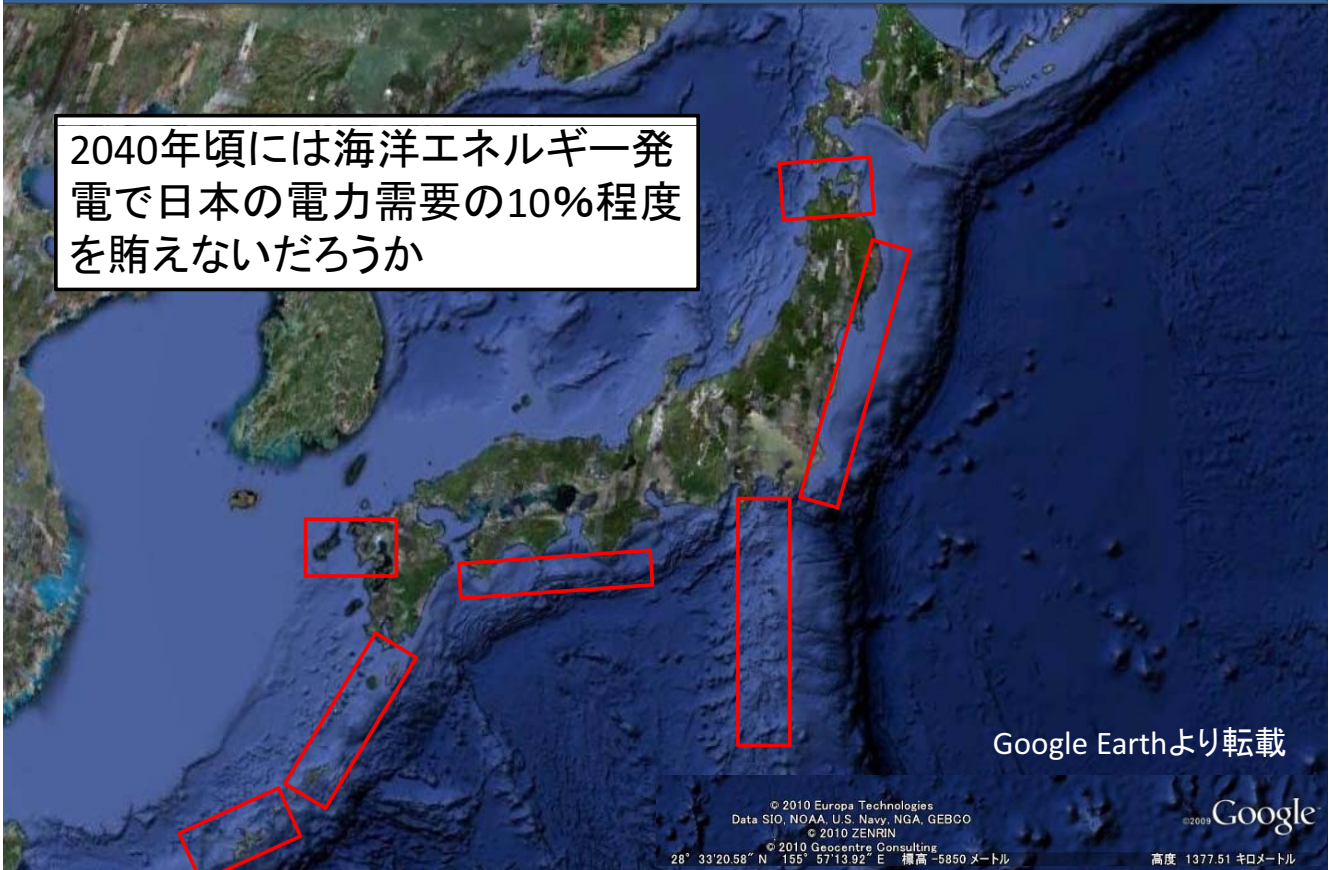 2040年頃には海洋エネルギー発
電で日本の電力需要の10%程度
を賄えないだろうか
Google Earthより転載
© 2010 Europa Technologies
Data SIO, NOAA, U.S. Navy, NGA, GEBCO
© 2010 ZENRIN
© 2010 Geocentre Consulting
©2009 Google
28° 33'20.58" N 155° 57'13.92" E 標高 -5850 メートル 高度 1377.51 キロメートル